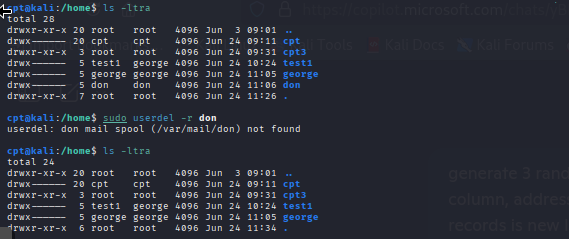 microsoft.com
cpt@kali:/home$ ls -ltra
Tools Kali Docs Kali Forums
total 28
drwxr-xr-x 20 root root 4096 Jun 3 09:01 ..
drwx—————— 20 cpt cpt 4096 Jun 24 09:11 cpt
drwxr-xr-x 3 root root 4096 Jun 24 09:31 cpt3
drwx—————— 5 test1 george 4096 Jun 24 10:24 test1
drwx—————— 5 george george 4096 Jun 24 11:05 george
drwx—————— 5 don don 4096 Jun 24 11:06 don
drwxr-xr-x 7 root root 4096 Jun 24 11:26 .
cpt@kali:/home$ sudo userdel -r don
userdel: don mail spool (/var/mail/don) not found
cpt@kali:/home$ ls -ltra
total 24
drwxr-xr-x 20 root root 4096 Jun 3 09:01 ..
drwx—————— 20 cpt cpt 4096 Jun 24 09:11 cpt
drwxr-xr-x 3 root root 4096 Jun 24 09:31 cpt3
drwx—————— 5 test1 george 4096 Jun 24 10:24 test1
drwx—————— 5 george george 4096 Jun 24 11:05 george
drwxr-xr-x 6 root root 4096 Jun 24 11:34 .
generate 3 rand
column, address
records is new l